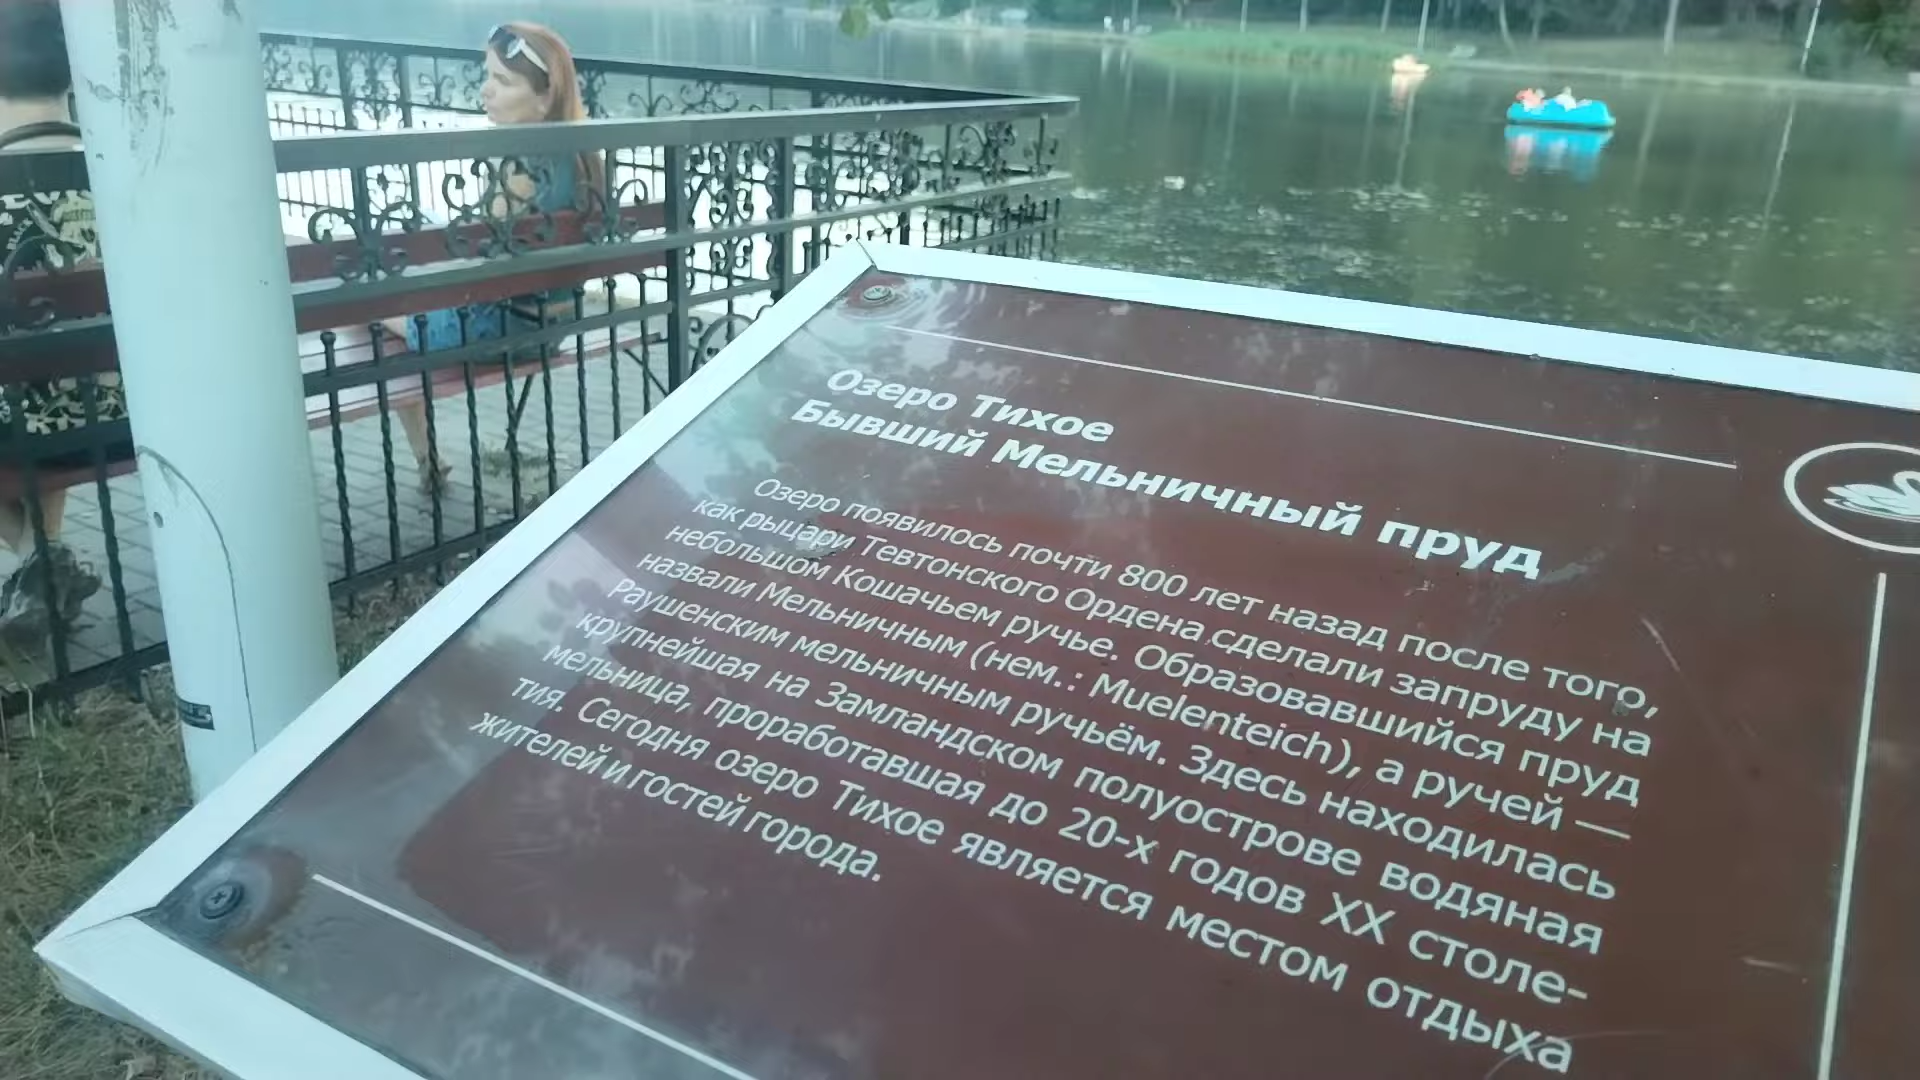 Озеро Тихое
Бывший Мельничный пруд
Озеро появилось почти 800 лет назад после того,
как рыцари Тевтонского Ордена сделали запруду на
небольшом Кошачьем ручье. Образовавшийся пруд
назвали Мельничным (нем.: Muelenteich), а ручей —
Раушенским мельничным ручьём. Здесь находилась
крупнейшая на Замландском полуострове водяная
мельница, проработавшая до 20-х годов XX столе-
тия. Сегодня озеро Тихое является местом отдыха
жителей и гостей города.